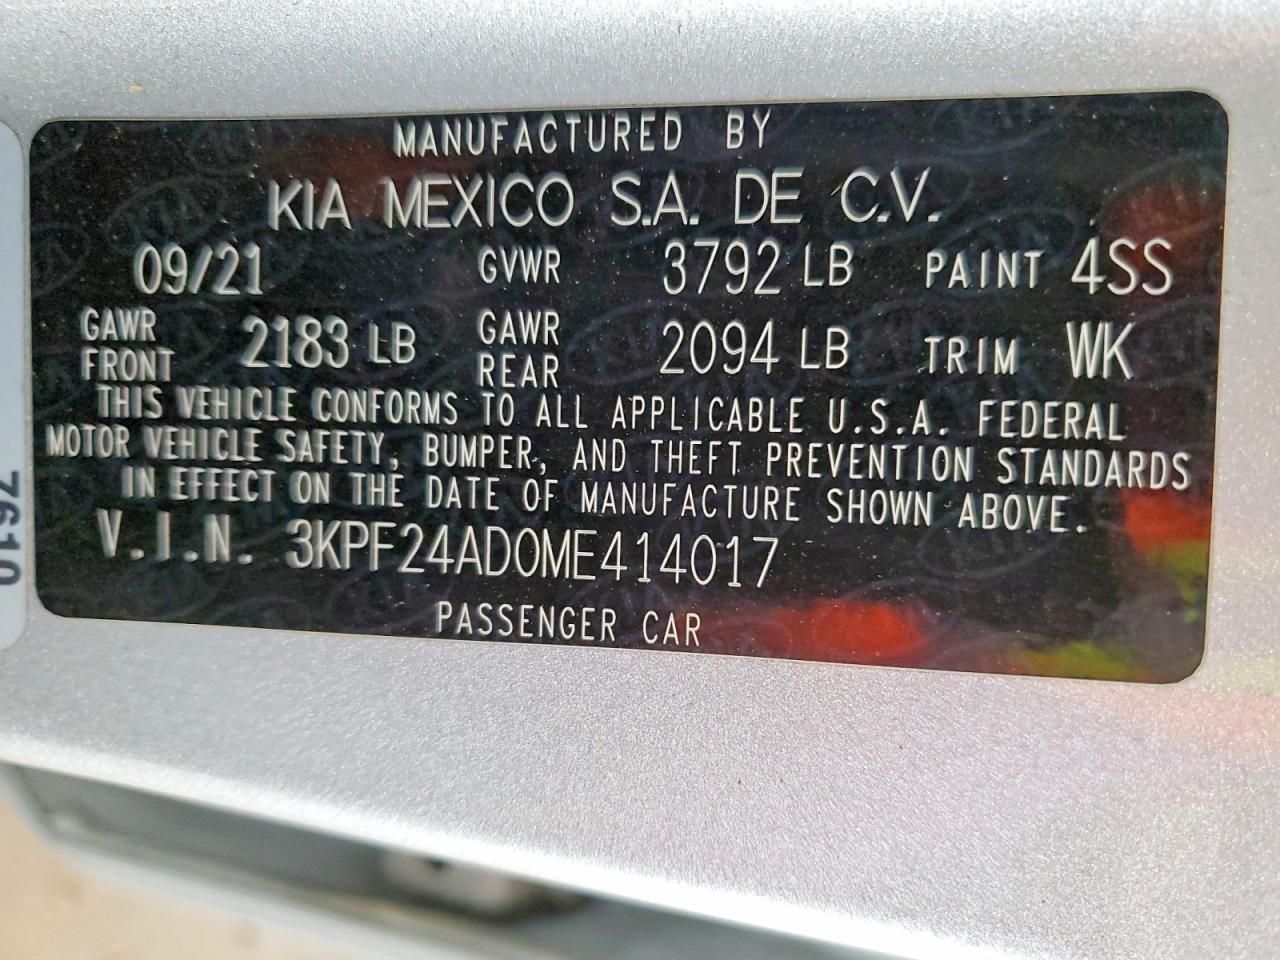 MANUFACTURED BY
KIA MEXICO S.A. DE C.V.
09/21 GVWR 3792 LB PAINT 4SS
GAWR FRONT 2183 LB GAWR REAR 2094 LB TRIM WK
THIS VEHICLE CONFORMS TO ALL APPLICABLE U.S.A. FEDERAL
MOTOR VEHICLE SAFETY, BUMPER, AND THEFT PREVENTION STANDARDS
IN EFFECT ON THE DATE OF MANUFACTURE SHOWN ABOVE.
V.I.N. 3KPF24AD0ME414017
PASSENGER CAR